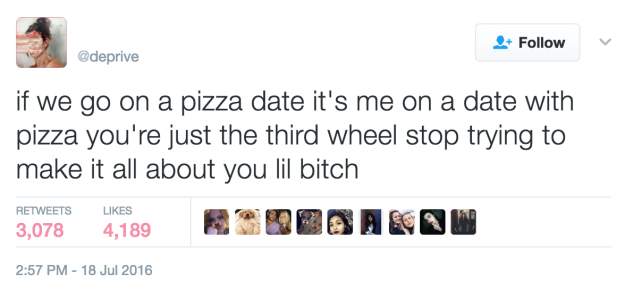 Follow
@deprive
if we go on a pizza date it's me on a date with
pizza you're just the third wheel stop trying to
make it all about you lil bitch
RETWEETS LIKES
3,078 4,189
2:57 PM - 18 Jul 2016